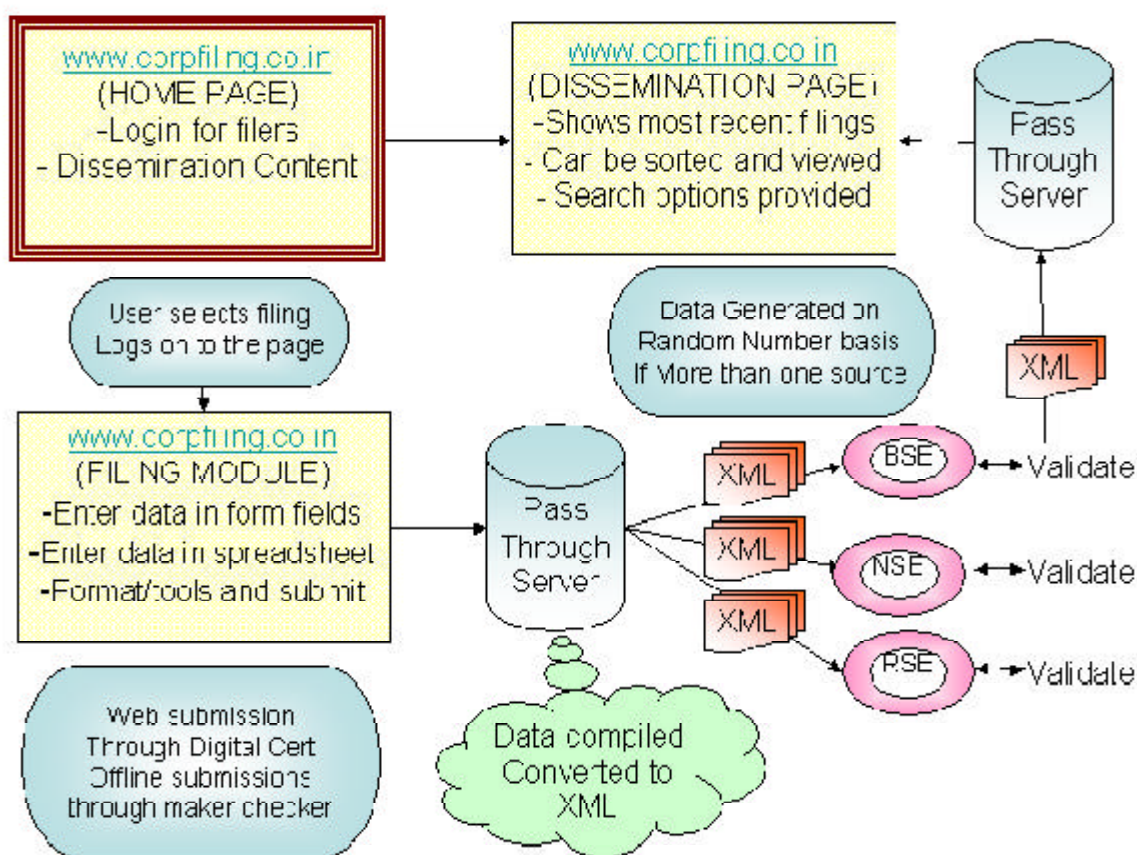 www.corpfiling.co.in
(HOME PAGE)
-Login for filers
- Dissemination Content
www.corpfiling.co.in
(DISSEMINATION PAGE)
-Shows most recent filings
- Can be sorted and viewed
- Search options provided
Pass
Through
Server
User selects filing
Logs on to the page
Data Generated on
Random Number basis
If More than one source
XML
www.corpfiling.co.in
(FILING MODULE)
-Enter data in form fields
-Enter data in spreadsheet
-Format/tools and submit
Pass
Through
Server
XML
BSE
Validate
XML
NSE
Validate
XML
RSE
Validate
Web submission
Through Digital Cert
Offline submissions
through maker checker
Data compiled
Converted to
XML